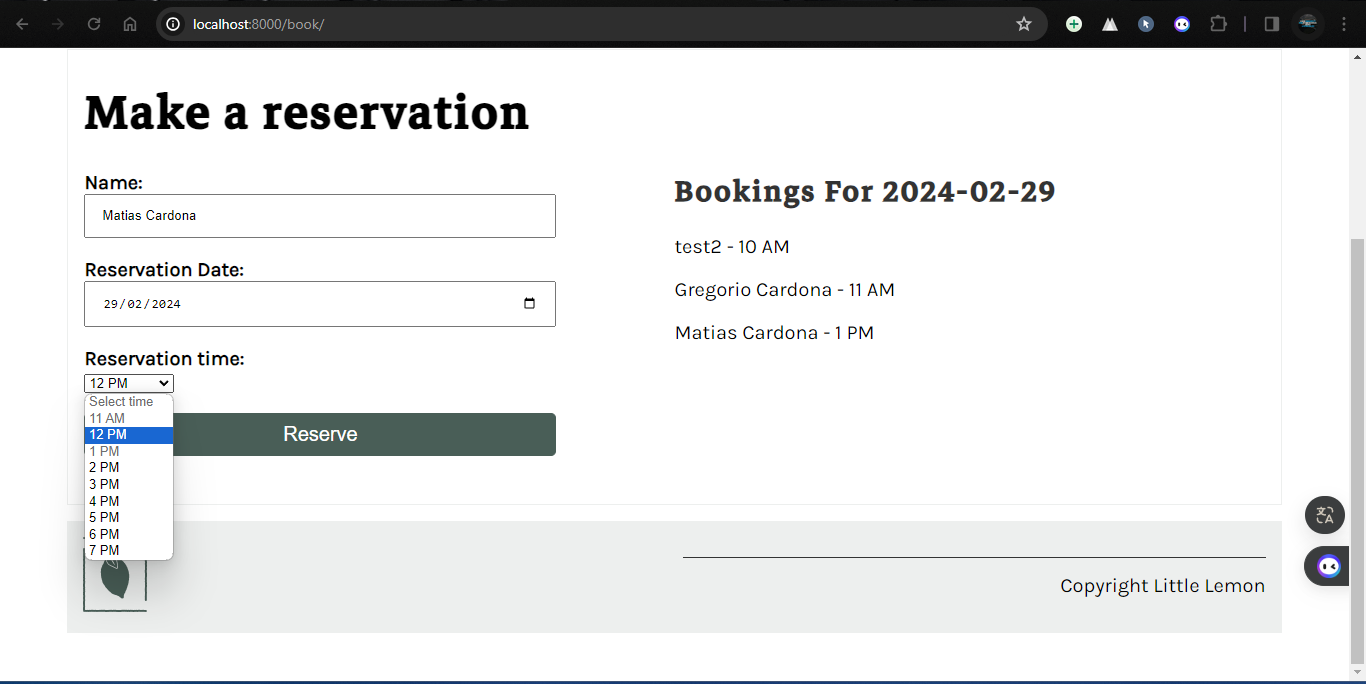 localhost:8000/book/
Make a reservation
Name:
Matias Cardona
Reservation Date:
29/02/2024
Reservation time:
12 PM
Select time
11 AM
12 PM
1 PM
2 PM
3 PM
4 PM
5 PM
6 PM
7 PM
Reserve
Bookings For 2024-02-29
test2 - 10 AM
Gregorio Cardona - 11 AM
Matias Cardona - 1 PM
Copyright Little Lemon